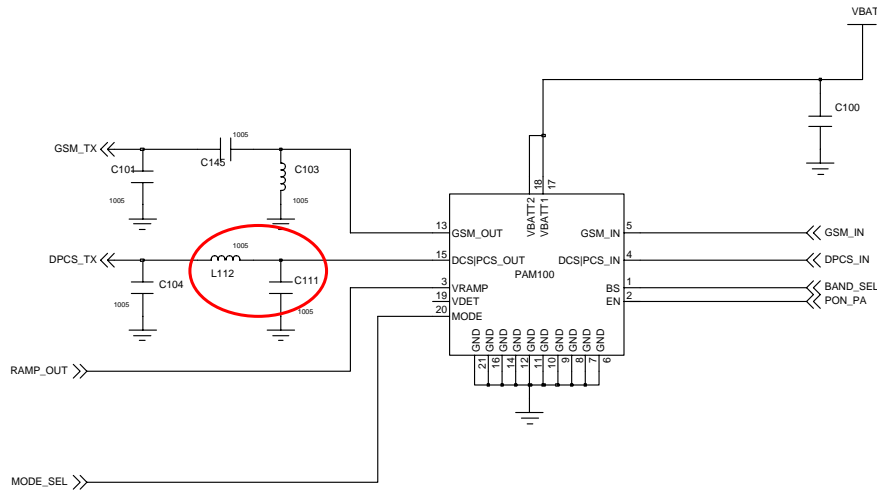 VBAT
C100
1005
GSM_TX
C101
C145
C103
1005
1005
VBATT2
VBATT1
18
17
13
GSM_OUT
GSM_IN
5
GSM_IN
DPCS_TX
1005
L112
15
DCS|PCS_OUT
DCS|PCS_IN
4
DPCS_IN
PAM100
C104
C111
1005
1005
3
VRAMP
BS
1
BAND_SEL
19
VDET
EN
2
PON_PA
20
MODE
GND
GND
GND
GND
GND
GND
GND
GND
GND
GND
21
16
14
12
11
10
9
8
7
6
RAMP_OUT
MODE_SEL